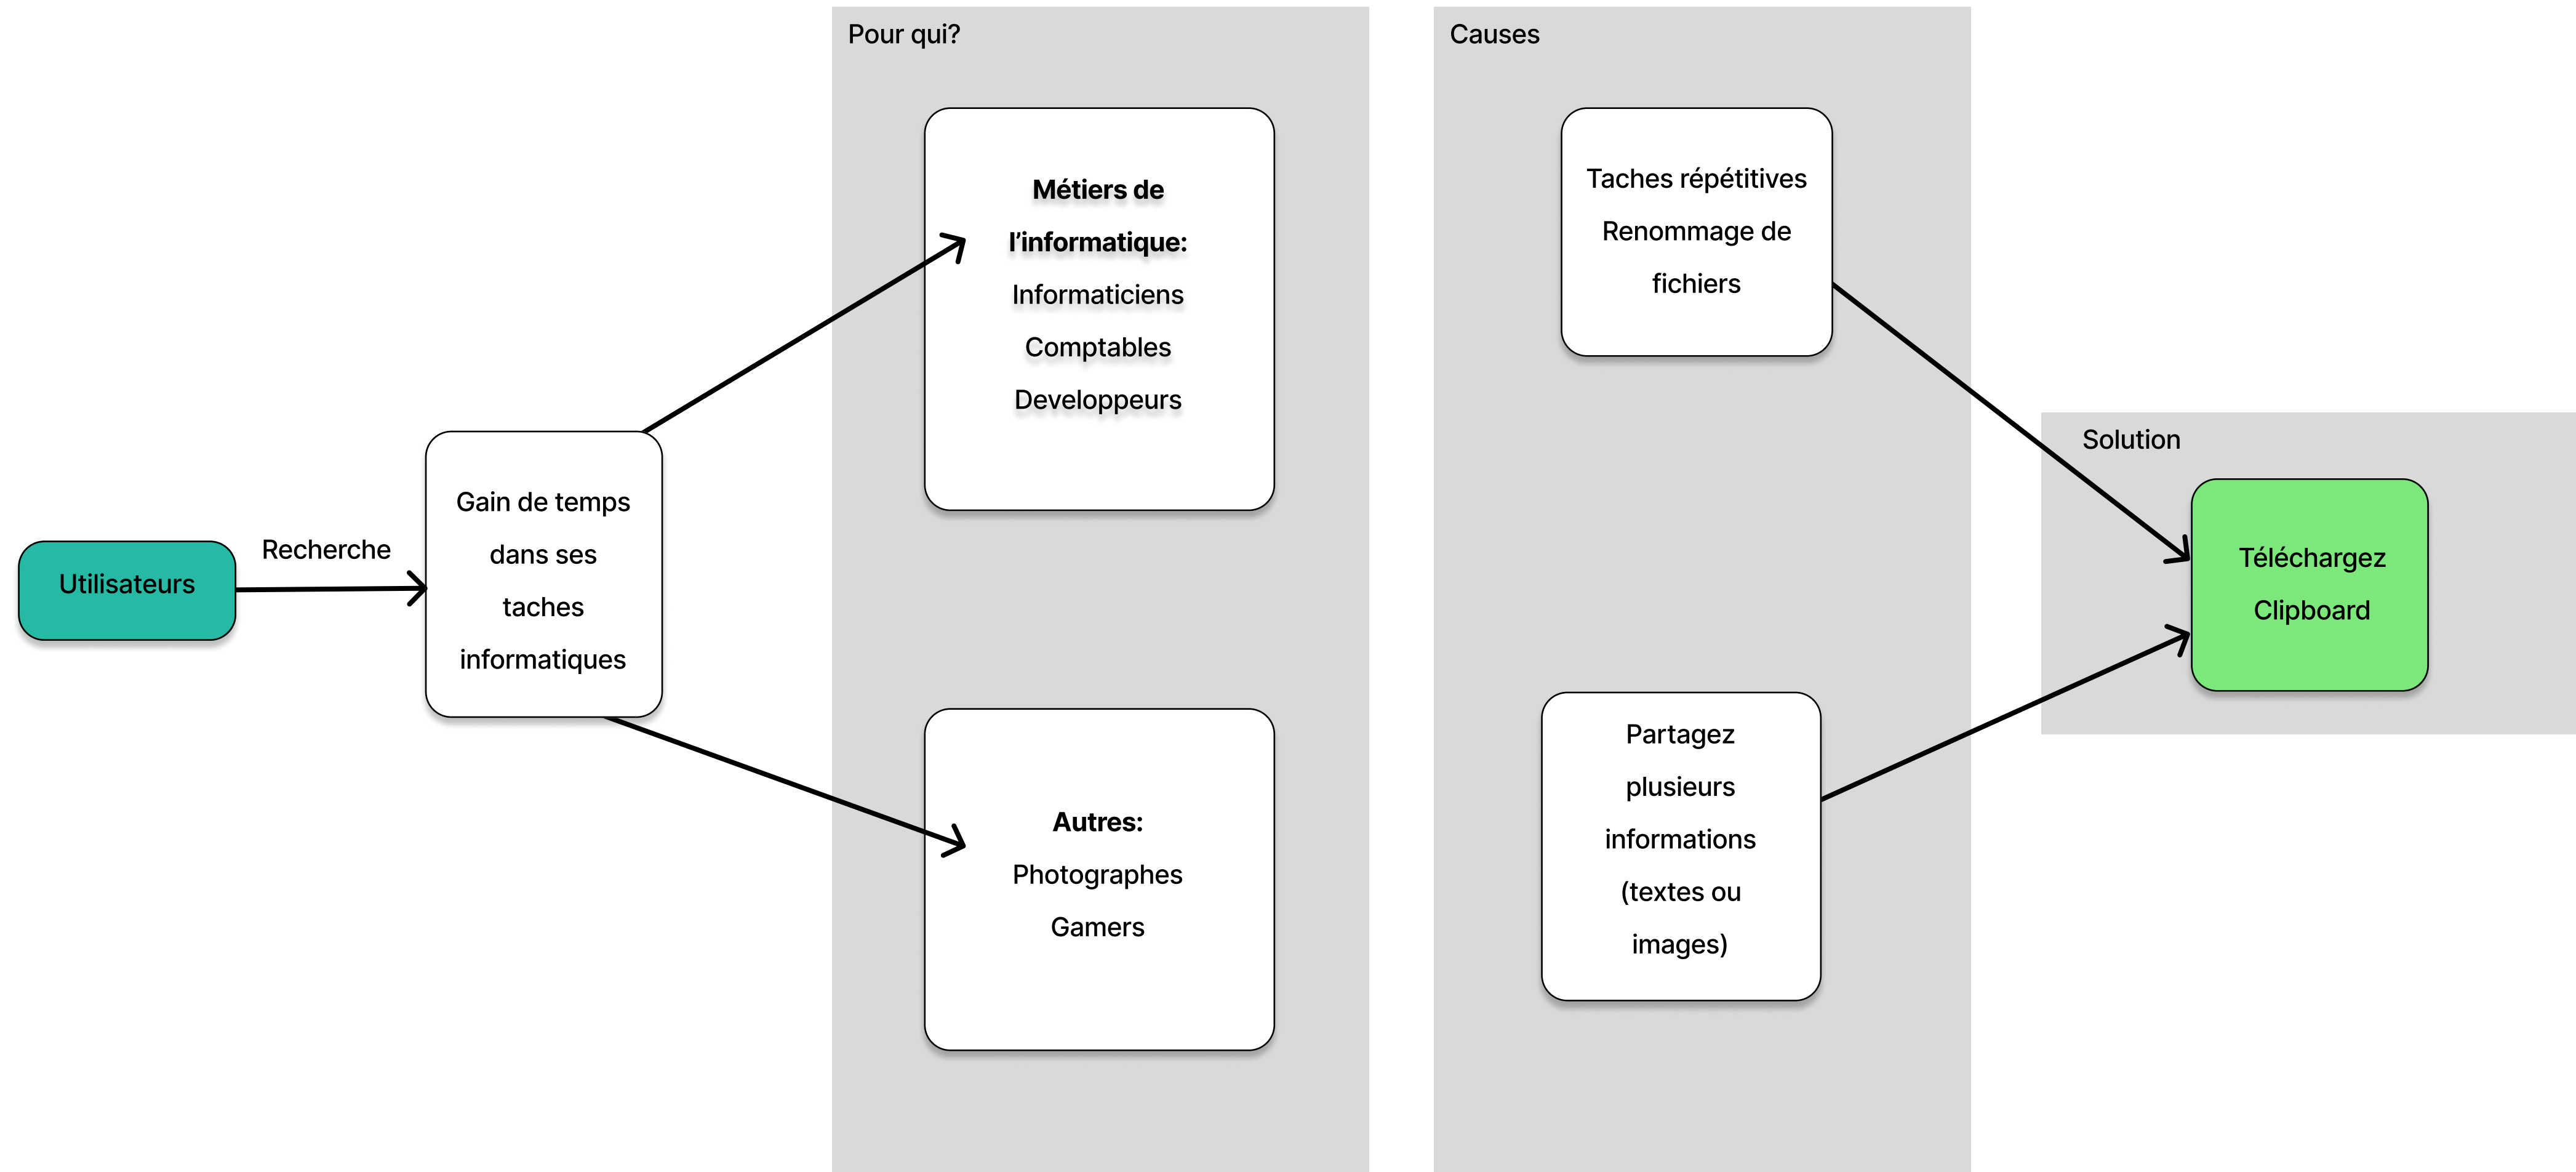 Pour qui?
Causes
Métiers de
l’informatique:
Informaticiens
Comptables
Developpeurs
Taches répétitives
Renommage de
fichiers
Solution
Téléchargez
Clipboard
Utilisateurs
Recherche
Gain de temps
dans ses
taches
informatiques
Autres:
Photographes
Gamers
Partagez
plusieurs
informations
(textes ou
images)